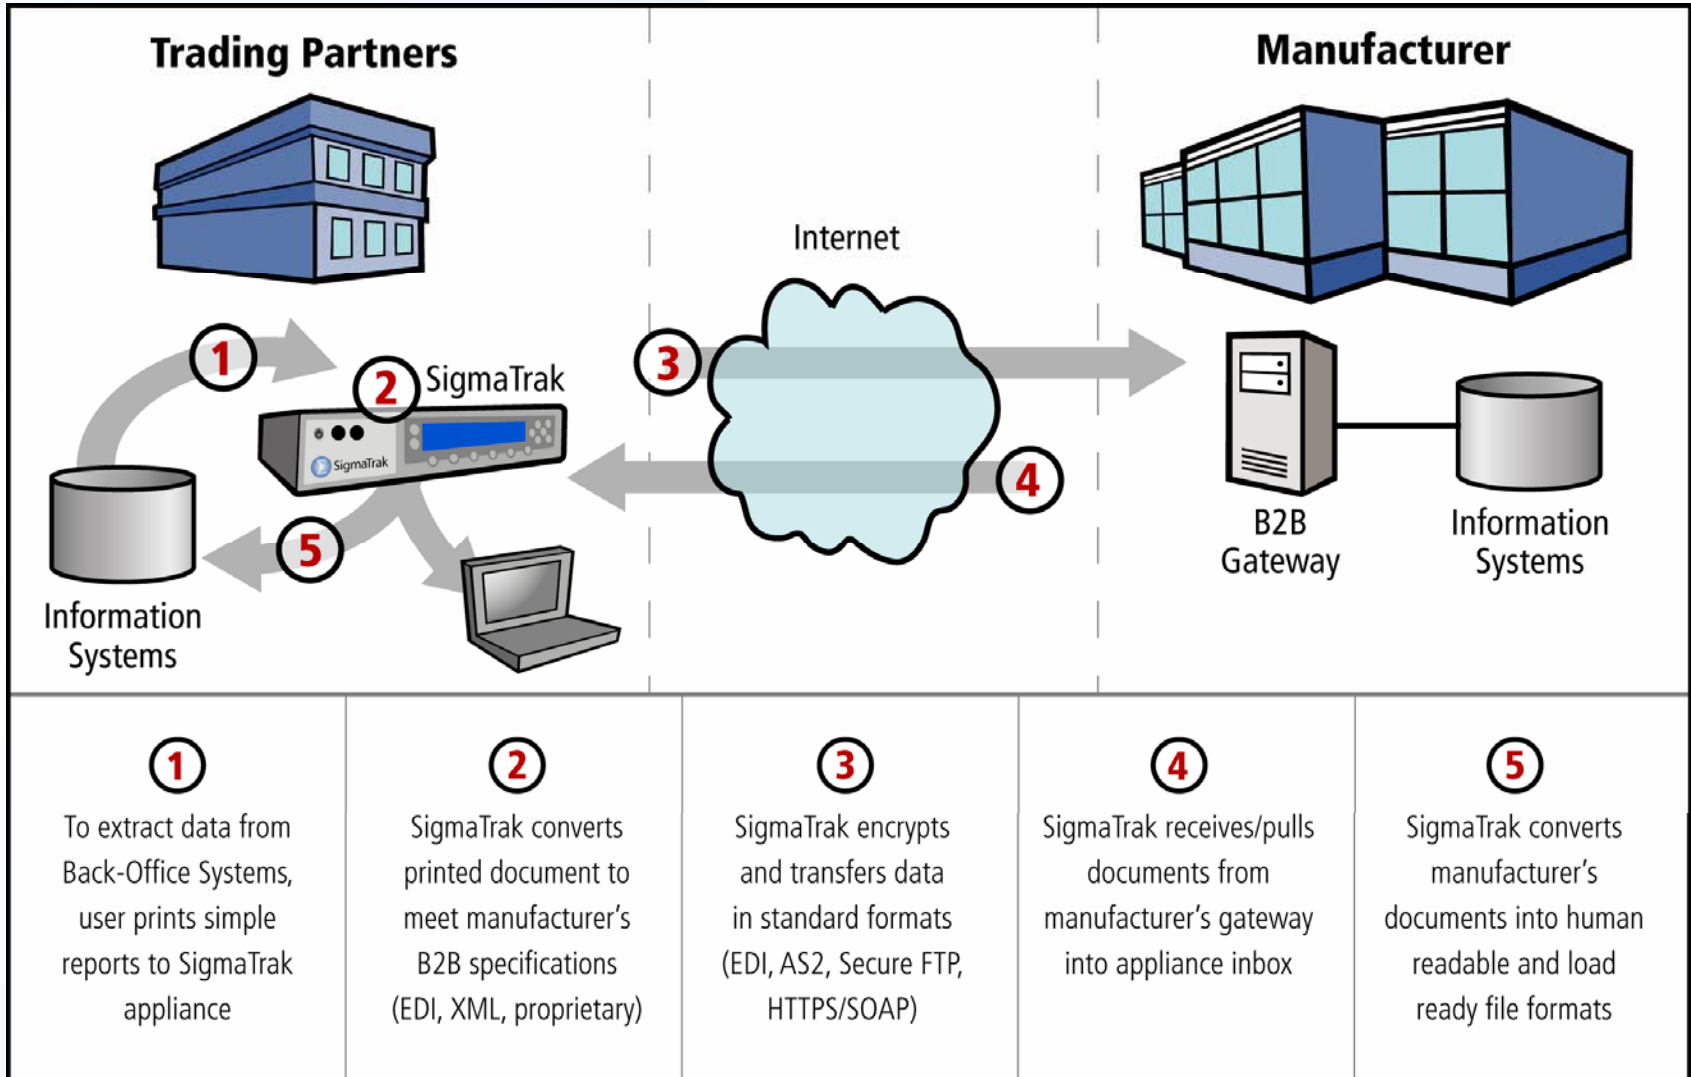 Trading Partners
Manufacturer
Internet
1
2
SigmaTrak
3
SigmaTrak
4
5
B2B
Gateway
Information
Systems
Information
Systems
1
To extract data from
Back-Office Systems,
user prints simple
reports to SigmaTrak
appliance
2
SigmaTrak converts
printed document to
meet manufacturer's
B2B specifications
(EDI, XML, proprietary)
3
SigmaTrak encrypts
and transfers data
in standard formats
(EDI, AS2, Secure FTP,
HTTPS/SOAP)
4
SigmaTrak receives/pulls
documents from
manufacturer's gateway
into appliance inbox
5
SigmaTrak converts
manufacturer's
documents into human
readable and load
ready file formats